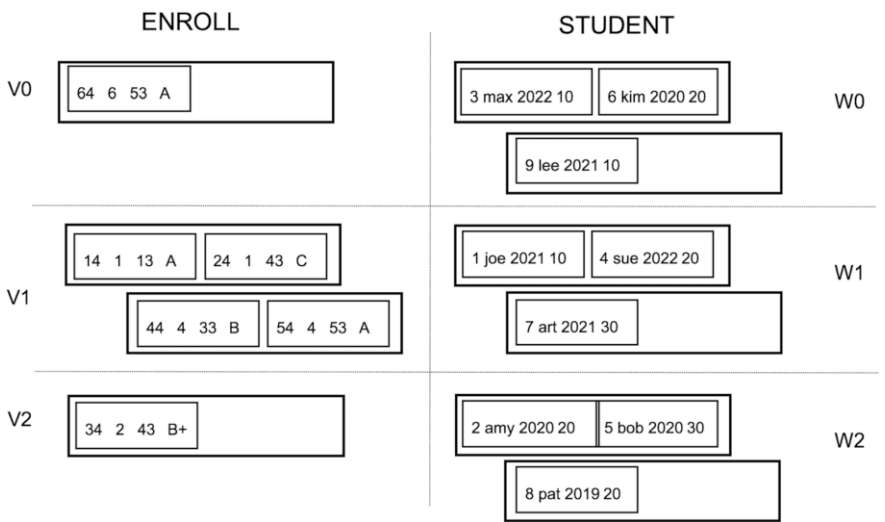 ENROLL
STUDENT
V0
64 6 53 A
3 max 2022 10
6 kim 2020 20
W0
9 lee 2021 10
V1
14 1 13 A
24 1 43 C
44 4 33 B
54 4 53 A
1 joe 2021 10
4 sue 2022 20
W1
7 art 2021 30
V2
34 2 43 B+
2 amy 2020 20
5 bob 2020 30
W2
8 pat 2019 20